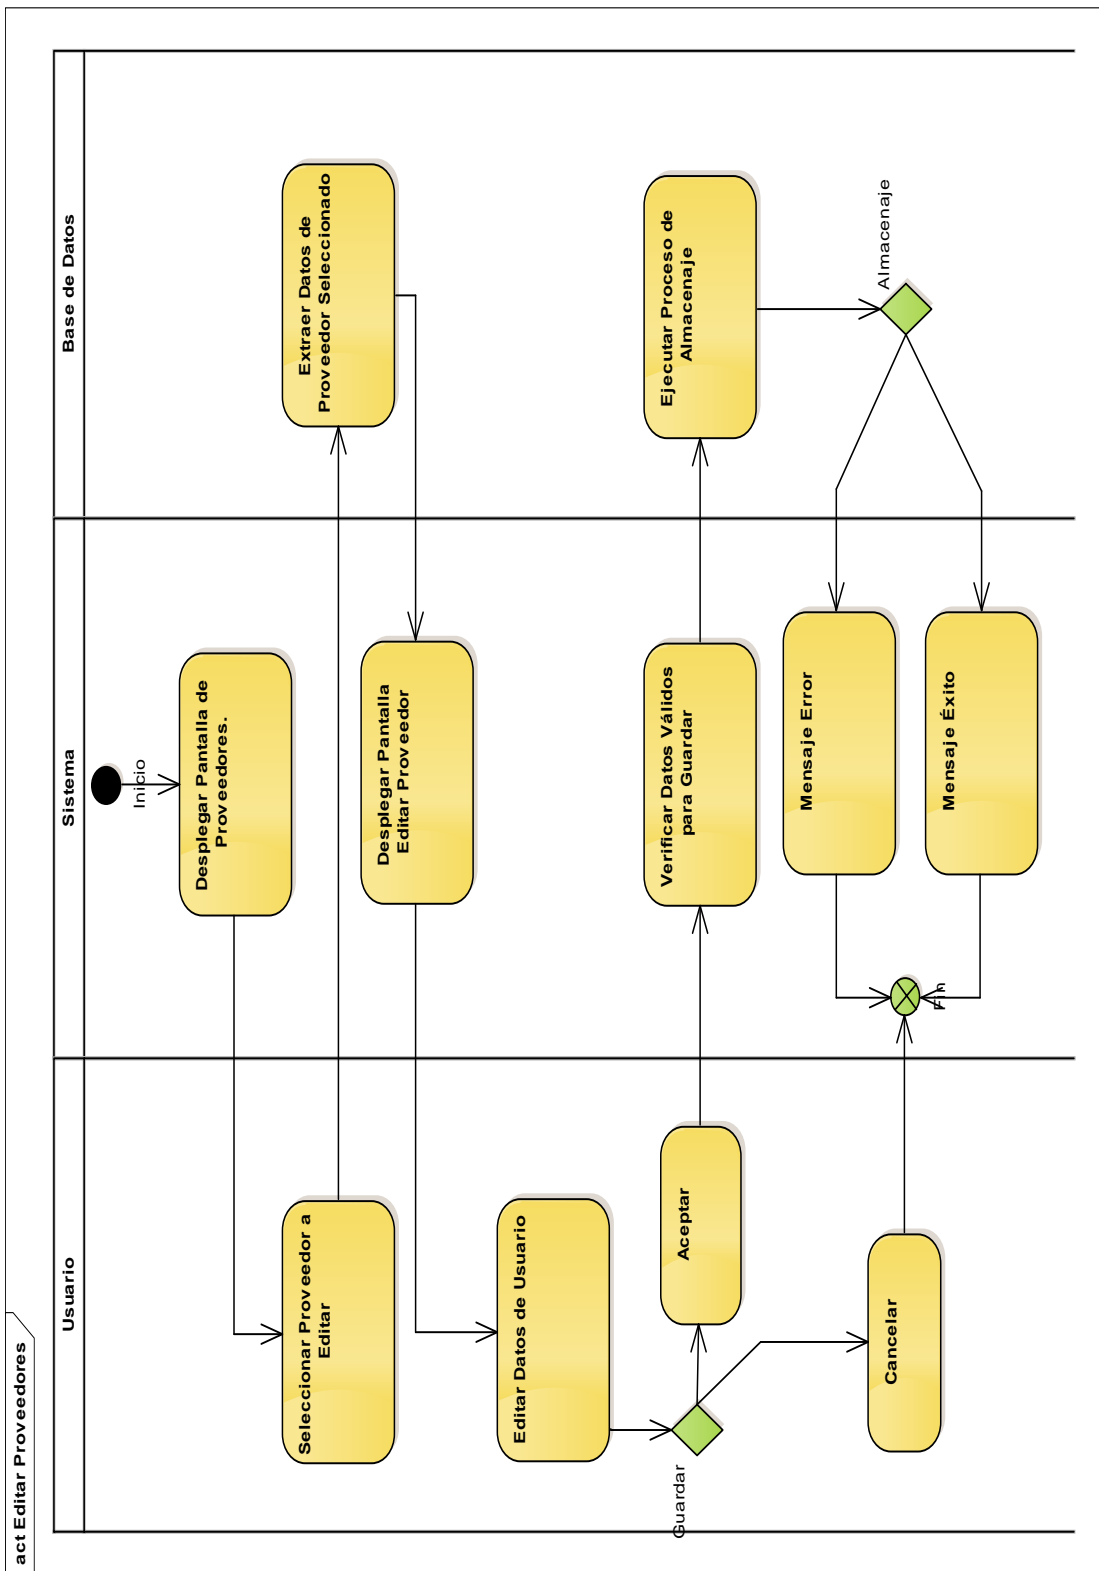 act Editar Proveedores
Usuario
Sistema
Base de Datos
Inicio
Desplegar Pantalla de
Proveedores.
Seleccionar Proveedor a
Editar
Extraer Datos de
Proveedor Seleccionado
Desplegar Pantalla
Editar Proveedor
Editar Datos de Usuario
Guardar
Aceptar
Verificar Datos Válidos
para Guardar
Ejecutar Proceso de
Almacenaje
Almacenaje
Mensaje Error
Mensaje Éxito
Cancelar
Fin